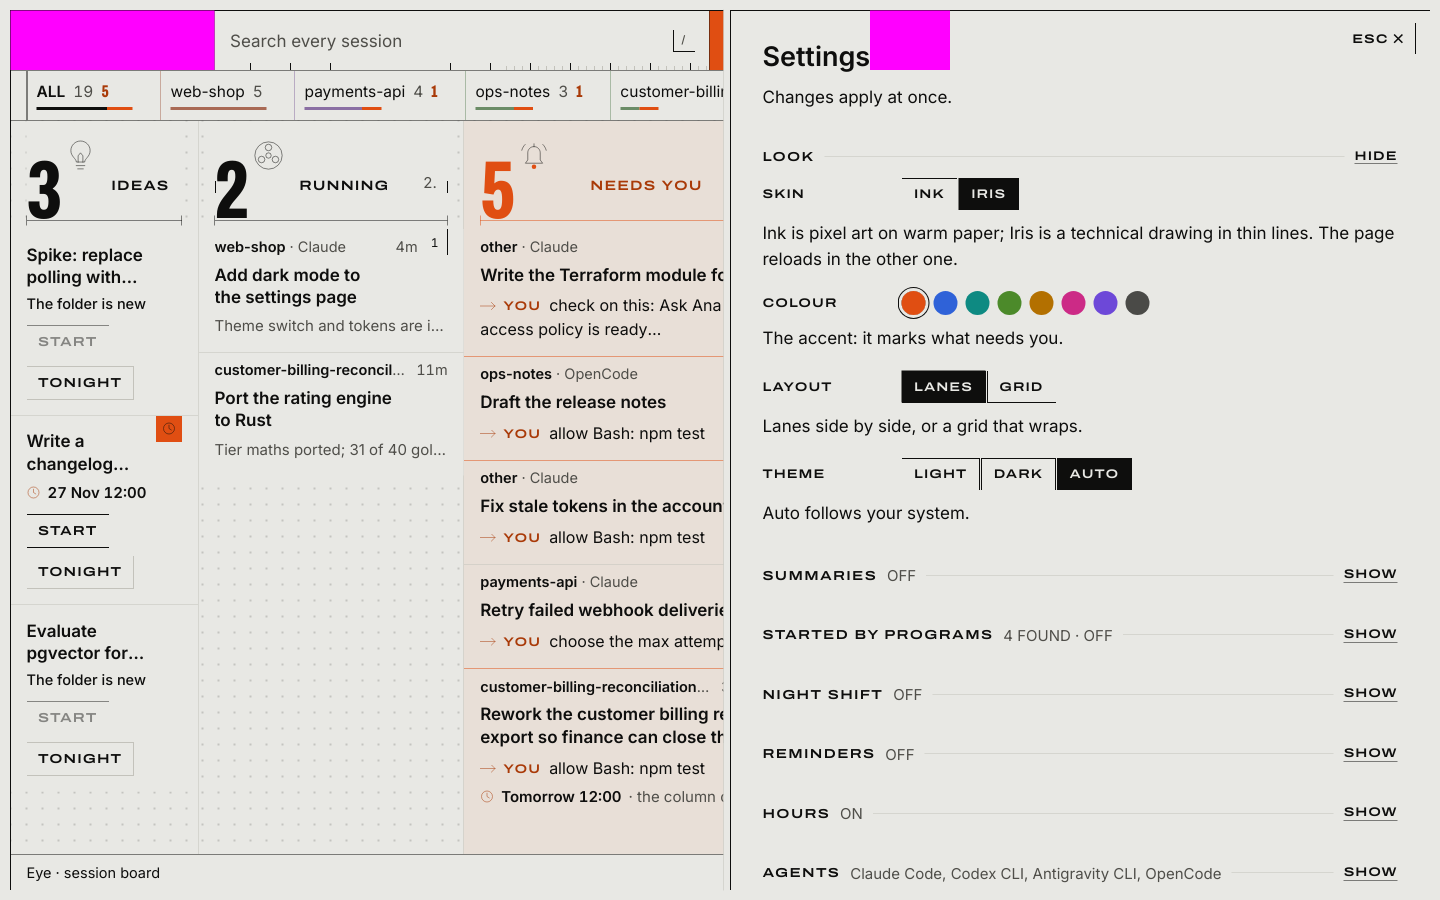 Search every session
/
ALL 19 5
web-shop 5
payments-api 4 1
ops-notes 3 1
customer-billin
3 IDEAS
Spike: replace
polling with…
The folder is new
START
TONIGHT
Write a
changelog…
27 Nov 12:00
START
TONIGHT
Evaluate
pgvector for…
The folder is new
START
TONIGHT
2 RUNNING 2.
web-shop · Claude 4m 1
Add dark mode to
the settings page
Theme switch and tokens are i…
customer-billing-reconcil… 11m
Port the rating engine
to Rust
Tier maths ported; 31 of 40 gol…
5 NEEDS YOU
other · Claude
Write the Terraform module fo
→ YOU check on this: Ask Ana
access policy is ready…
ops-notes · OpenCode
Draft the release notes
→ YOU allow Bash: npm test
other · Claude
Fix stale tokens in the accoun
→ YOU allow Bash: npm test
payments-api · Claude
Retry failed webhook deliverie
→ YOU choose the max attemp
customer-billing-reconciliation…
Rework the customer billing re
export so finance can close th
→ YOU allow Bash: npm test
Tomorrow 12:00 · the column
Eye · session board
Settings
ESC ×
Changes apply at once.
LOOK HIDE
SKIN INK IRIS
Ink is pixel art on warm paper; Iris is a technical drawing in thin lines. The page
reloads in the other one.
COLOUR
The accent: it marks what needs you.
LAYOUT LANES GRID
Lanes side by side, or a grid that wraps.
THEME LIGHT DARK AUTO
Auto follows your system.
SUMMARIES OFF SHOW
STARTED BY PROGRAMS 4 FOUND · OFF SHOW
NIGHT SHIFT OFF SHOW
REMINDERS OFF SHOW
HOURS ON SHOW
AGENTS Claude Code, Codex CLI, Antigravity CLI, OpenCode SHOW